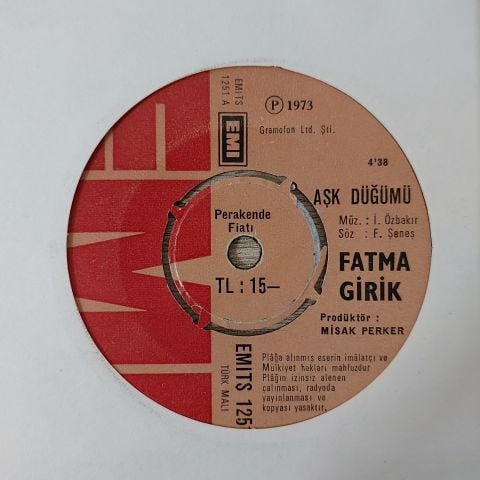 EMITS
1251 A
EMI
Ⓟ 1973
Gramofon Ltd. Şti.
4'38
AŞK DÜĞÜMÜ
Müz. : İ. Özbakır
Söz : F. Şeneş
Perakende
Fiatı
TL : 15—
FATMA
GİRİK
Prodüktör :
MİSAK PERKER
EMITS 125
TÜRK MALI
Plâğa alınmış eserin imâlatçı ve
Mülkiyet hakları mahfuzdur
Plâğın izinsiz alenen
çalınması, radyoda
yayınlanması ve
kopyası yasaktır.